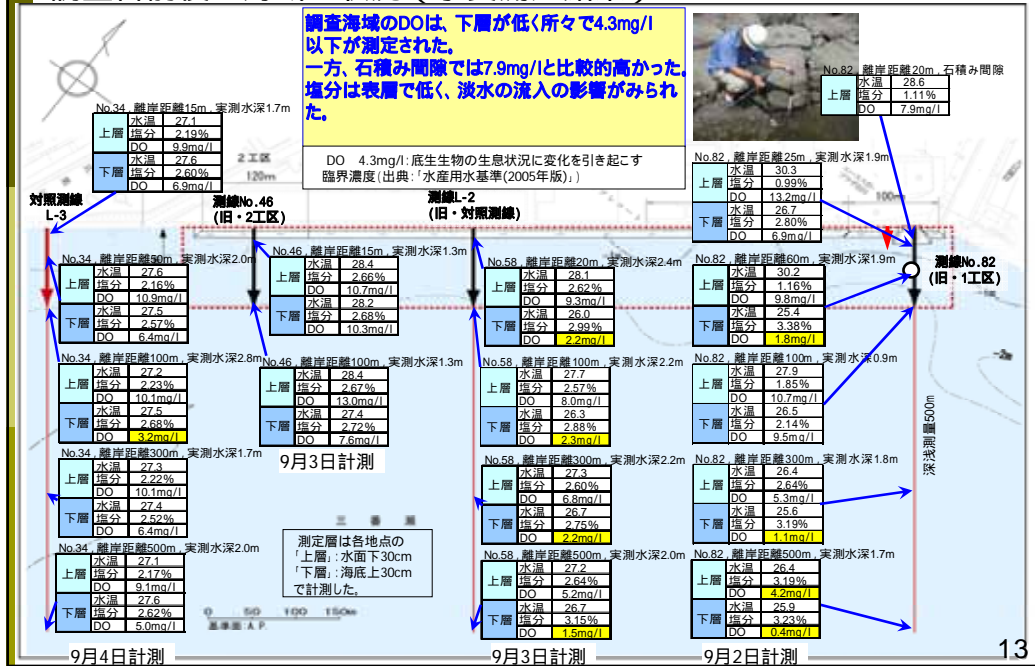 調査海域のDOは、下層が低く所々で4.3mg/l
以下が測定された。
一方、石積み間隙では7.9mg/lと比較的高かった。
塩分は表層で低く、淡水の流入の影響がみられ
た。
DO 4.3mg/l:底生生物の生息状況に変化を引き起こす
臨界濃度(出典:「水産用水基準(2005年版)」)
No.82,離岸距離20m,石積み間隙
上層 水温 28.6
塩分 1.11%
DO 7.9mg/l
No.34,離岸距離15m,実測水深1.7m
上層 水温 27.1
塩分 2.19%
DO 9.9mg/l
下層 水温 27.6
塩分 2.60%
DO 6.9mg/l
2工区
120m
100m
対照測線
L-3
測線No.46
(旧・2工区)
測線L-2
(旧・対照測線)
測線No.82
(旧・1工区)
No.34,離岸距離50m,実測水深2.0m
上層 水温 27.6
塩分 2.16%
DO 10.9mg/l
下層 水温 27.5
塩分 2.57%
DO 6.4mg/l
No.34,離岸距離100m,実測水深2.8m
上層 水温 27.2
塩分 2.23%
DO 10.1mg/l
下層 水温 27.5
塩分 2.68%
DO 3.2mg/l
No.34,離岸距離300m,実測水深1.7m
上層 水温 27.3
塩分 2.22%
DO 10.1mg/l
下層 水温 27.4
塩分 2.52%
DO 6.4mg/l
No.34,離岸距離500m,実測水深2.0m
上層 水温 27.1
塩分 2.17%
DO 9.1mg/l
下層 水温 27.6
塩分 2.62%
DO 5.0mg/l
9月4日計測
No.46,離岸距離15m,実測水深1.3m
上層 水温 28.4
塩分 2.66%
DO 10.7mg/l
下層 水温 28.2
塩分 2.68%
DO 10.3mg/l
No.46,離岸距離100m,実測水深1.3m
上層 水温 28.4
塩分 2.67%
DO 13.0mg/l
下層 水温 27.4
塩分 2.72%
DO 7.6mg/l
9月3日計測
三番瀬
測定層は各地点の
「上層」:水面下30cm
「下層」:海底上30cm
で計測した。
0 50 100 150m
基準面:A.P.
No.58,離岸距離20m,実測水深2.4m
上層 水温 28.1
塩分 2.62%
DO 9.3mg/l
下層 水温 26.0
塩分 2.99%
DO 2.2mg/l
No.58,離岸距離100m,実測水深2.2m
上層 水温 27.7
塩分 2.57%
DO 8.0mg/l
下層 水温 26.3
塩分 2.88%
DO 2.3mg/l
No.58,離岸距離300m,実測水深2.2m
上層 水温 27.3
塩分 2.60%
DO 6.8mg/l
下層 水温 26.7
塩分 2.75%
DO 2.2mg/l
No.58,離岸距離500m,実測水深2.0m
上層 水温 27.2
塩分 2.64%
DO 5.2mg/l
下層 水温 26.7
塩分 3.15%
DO 1.5mg/l
9月3日計測
No.82,離岸距離25m,実測水深1.9m
上層 水温 30.3
塩分 0.99%
DO 13.2mg/l
下層 水温 26.7
塩分 2.80%
DO 6.9mg/l
No.82,離岸距離60m,実測水深1.9m
上層 水温 30.2
塩分 1.16%
DO 9.8mg/l
下層 水温 25.4
塩分 3.38%
DO 1.8mg/l
No.82,離岸距離100m,実測水深0.9m
上層 水温 27.9
塩分 1.85%
DO 10.7mg/l
下層 水温 26.5
塩分 2.14%
DO 9.5mg/l
No.82,離岸距離300m,実測水深1.8m
上層 水温 26.4
塩分 2.64%
DO 5.3mg/l
下層 水温 25.6
塩分 3.19%
DO 1.1mg/l
No.82,離岸距離500m,実測水深1.7m
上層 水温 26.4
塩分 3.19%
DO 4.2mg/l
下層 水温 25.9
塩分 3.23%
DO 0.4mg/l
9月2日計測
深浅測量500m
-2m
13